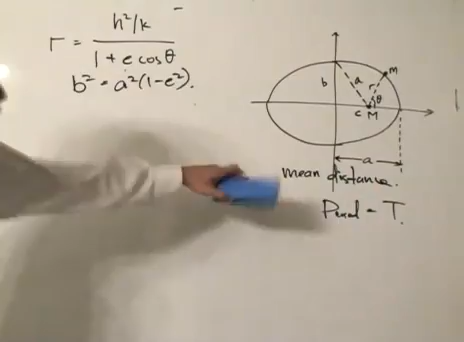 r = h²/k / 1 + e cos θ
b² = a²(1-e²).
b
a
r
m
θ
c
M
a
mean distance.
Period = T.